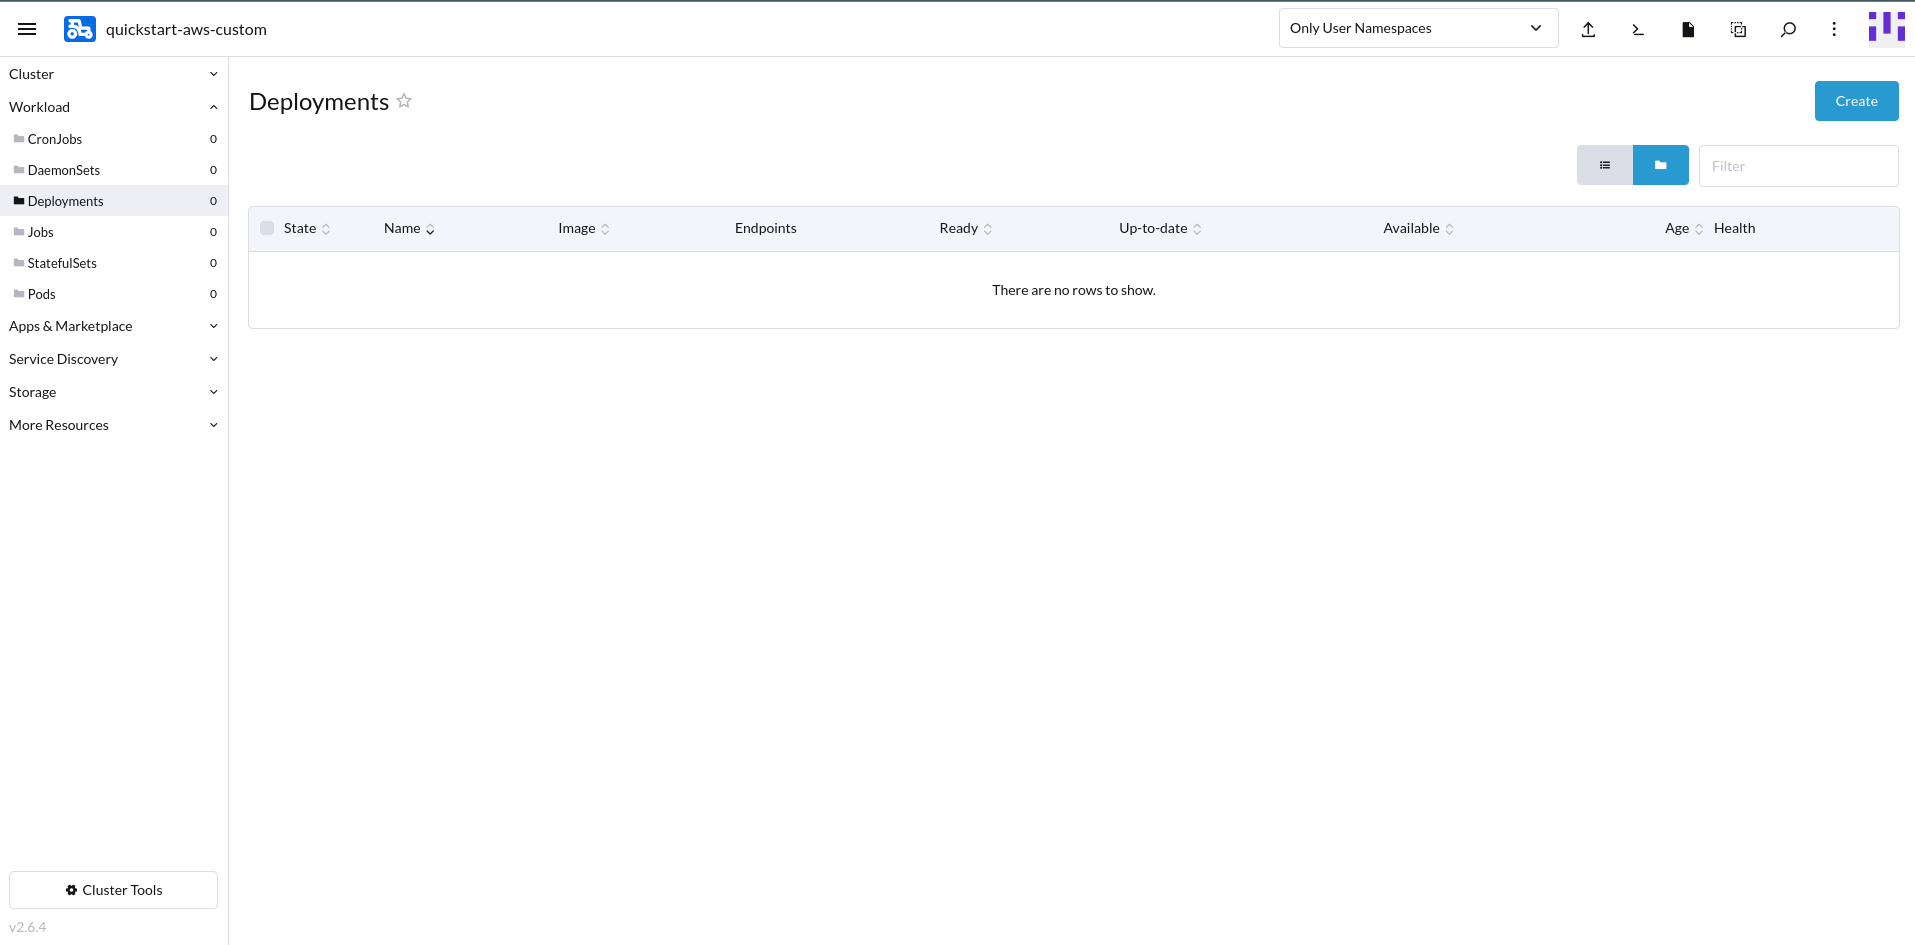 quickstart-aws-custom
Only User Namespaces
Cluster
Workload
CronJobs 0
DaemonSets 0
Deployments 0
Jobs 0
StatefulSets 0
Pods 0
Apps & Marketplace
Service Discovery
Storage
More Resources
Cluster Tools
v2.6.4
Deployments
Create
Filter
State Name Image Endpoints Ready Up-to-date Available Age Health
There are no rows to show.